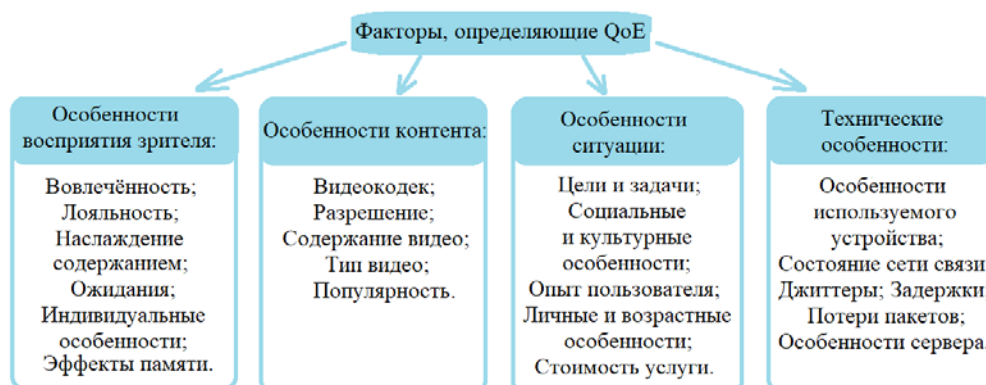 Факторы, определяющие QoE
Особенности
восприятия зрителя:
Вовлечённость;
Лояльность;
Наслаждение
содержанием;
Ожидания;
Индивидуальные
особенности;
Эффекты памяти.
Особенности контента:
Видеокодек;
Разрешение;
Содержание видео;
Тип видео;
Популярность.
Особенности
ситуации:
Цели и задачи;
Социальные
и культурные
особенности;
Опыт пользователя;
Личные и возрастные
особенности;
Стоимость услуги.
Технические
особенности:
Особенности
используемого
устройства;
Состояние сети связи
Джиттеры; Задержки
Потери пакетов;
Особенности сервера.